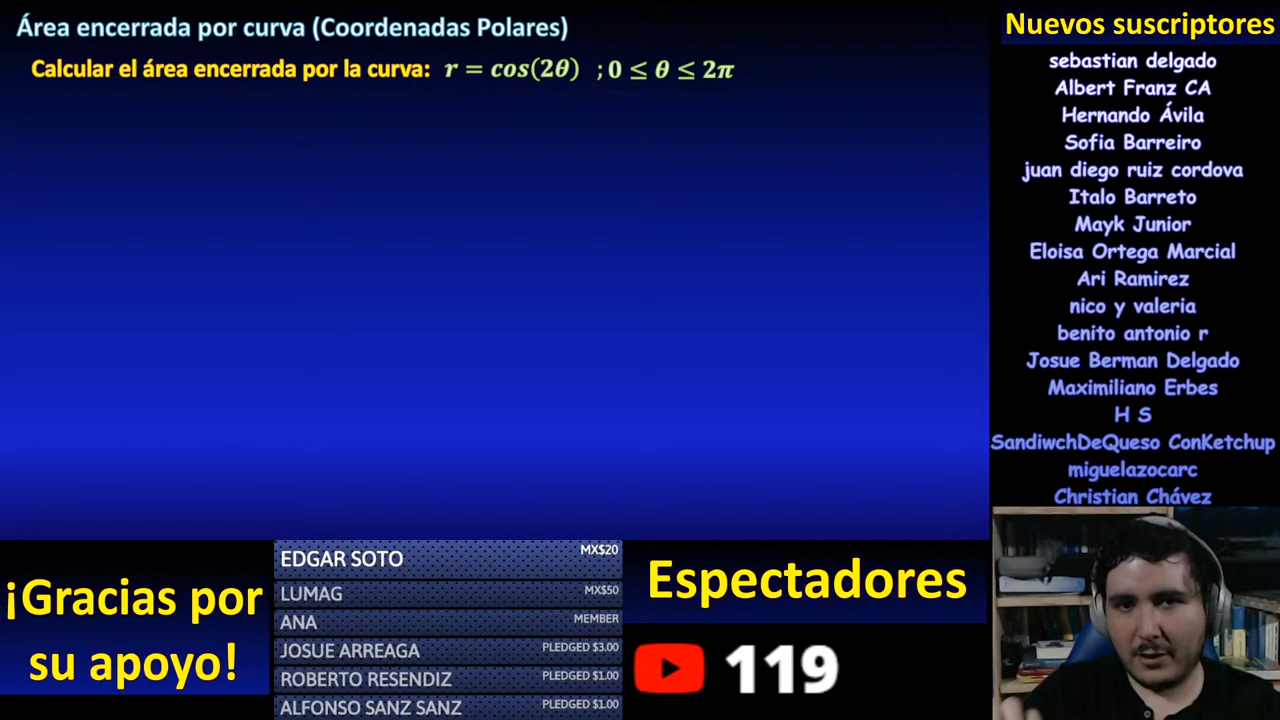 Área encerrada por curva (Coordenadas Polares)
Calcular el área encerrada por la curva: r = cos(2θ) ; 0 ≤ θ ≤ 2π
Nuevos suscriptores
sebastian delgado
Albert Franz CA
Hernando Ávila
Sofia Barreiro
juan diego ruiz cordova
Italo Barreto
Mayk Junior
Eloisa Ortega Marcial
Ari Ramirez
nico y valeria
benito antonio r
Josue Berman Delgado
Maximiliano Erbes
H S
SandiwchDeQueso ConKetchup
miguelazocarc
Christian Chávez
¡Gracias por
su apoyo!
EDGAR SOTO MX$20
LUMAG MX$50
ANA MEMBER
JOSUE ARREAGA PLEDGED $3.00
ROBERTO RESENDIZ PLEDGED $1.00
ALFONSO SANZ SANZ PLEDGED $1.00
Espectadores
119